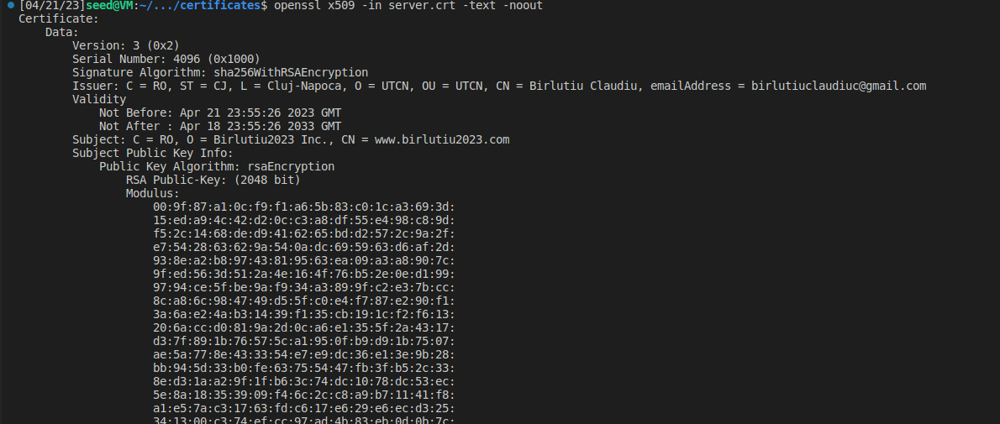 [04/21/23]seed@VM:~/.../certificates$ openssl x509 -in server.crt -text -noout
Certificate:
    Data:
        Version: 3 (0x2)
        Serial Number: 4096 (0x1000)
        Signature Algorithm: sha256WithRSAEncryption
        Issuer: C = RO, ST = CJ, L = Cluj-Napoca, O = UTCN, OU = UTCN, CN = Birlutiu Claudiu, emailAddress = birlutiuclaudiuc@gmail.com
        Validity
            Not Before: Apr 21 23:55:26 2023 GMT
            Not After : Apr 18 23:55:26 2033 GMT
        Subject: C = RO, O = Birlutiu2023 Inc., CN = www.birlutiu2023.com
        Subject Public Key Info:
            Public Key Algorithm: rsaEncryption
                RSA Public-Key: (2048 bit)
                Modulus:
                    00:9f:87:a1:0c:f9:f1:a6:5b:83:c0:1c:a3:69:3d:
                    15:ed:a9:4c:42:d2:0c:c3:a8:df:55:e4:98:c8:9d:
                    f5:2c:14:68:de:d9:41:62:65:bd:d2:57:2c:9a:2f:
                    e7:54:28:63:62:9a:54:0a:dc:69:59:63:d6:af:2d:
                    93:8e:a2:b8:97:43:81:95:63:ea:09:a3:a8:90:7c:
                    9f:ed:56:3d:51:2a:4e:16:4f:76:b5:2e:0e:d1:99:
                    97:94:ce:5f:be:9a:f9:34:a3:89:9f:c2:e3:7b:cc:
                    8c:a8:6c:98:47:49:d5:5f:c0:e4:f7:87:e2:90:f1:
                    3a:6a:e2:4a:b3:14:39:f1:35:cb:19:1c:f2:f6:13:
                    20:6a:cc:d0:81:9a:2d:0c:a6:e1:35:5f:2a:43:17:
                    d3:7f:89:1b:76:57:5c:a1:95:0f:b9:d9:1b:75:07:
                    ae:5a:77:8e:43:33:54:e7:e9:dc:36:e1:3e:9b:28:
                    bb:94:5d:33:b0:fe:63:75:54:47:fb:3f:b5:2c:33:
                    8e:d3:1a:a2:9f:1f:b6:3c:74:dc:10:78:dc:53:ec:
                    5e:8a:18:35:39:09:f4:6c:2c:c8:a9:b7:11:41:f8:
                    a1:e5:7a:c3:17:63:fd:c6:17:e6:29:e6:ec:d3:25:
                    34:13:00:c3:74:ef:cc:97:ad:4b:83:eb:0d:0b:7c: